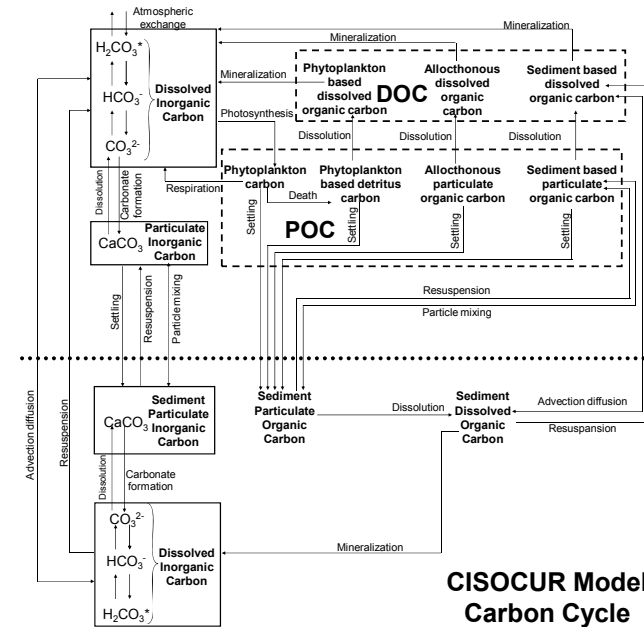 Atmospheric
exchange
H2CO3*
HCO3-
CO32-
Dissolved
Inorganic
Carbon
Mineralization
Mineralization
Mineralization
Phytoplankton
based
dissolved
organic carbon
DOC
Allocthonous
dissolved
organic
carbon
Sediment based
dissolved
organic carbon
Photosynthesis
Dissolution
Dissolution
Dissolution
Respiration
Phytoplankton
carbon
Death
Phytoplankton
based detritus
carbon
Allocthonous
particulate
organic carbon
Sediment based
particulate
organic carbon
POC
Settling
Settling
Settling
Settling
Dissolution
Carbonate
formation
CaCO3
Particulate
Inorganic
Carbon
Settling
Resuspension
Particle mixing
Resuspension
Particle mixing
Advection diffusion
Resuspension
CaCO3
Sediment
Particulate
Inorganic
Carbon
Sediment
Particulate
Organic
Carbon
Dissolution
Sediment
Dissolved
Organic
Carbon
Advection diffusion
Resuspansion
Dissolution
Carbonate
formation
CO32-
HCO3-
H2CO3*
Dissolved
Inorganic
Carbon
Mineralization
CISOCUR Model
Carbon Cycle